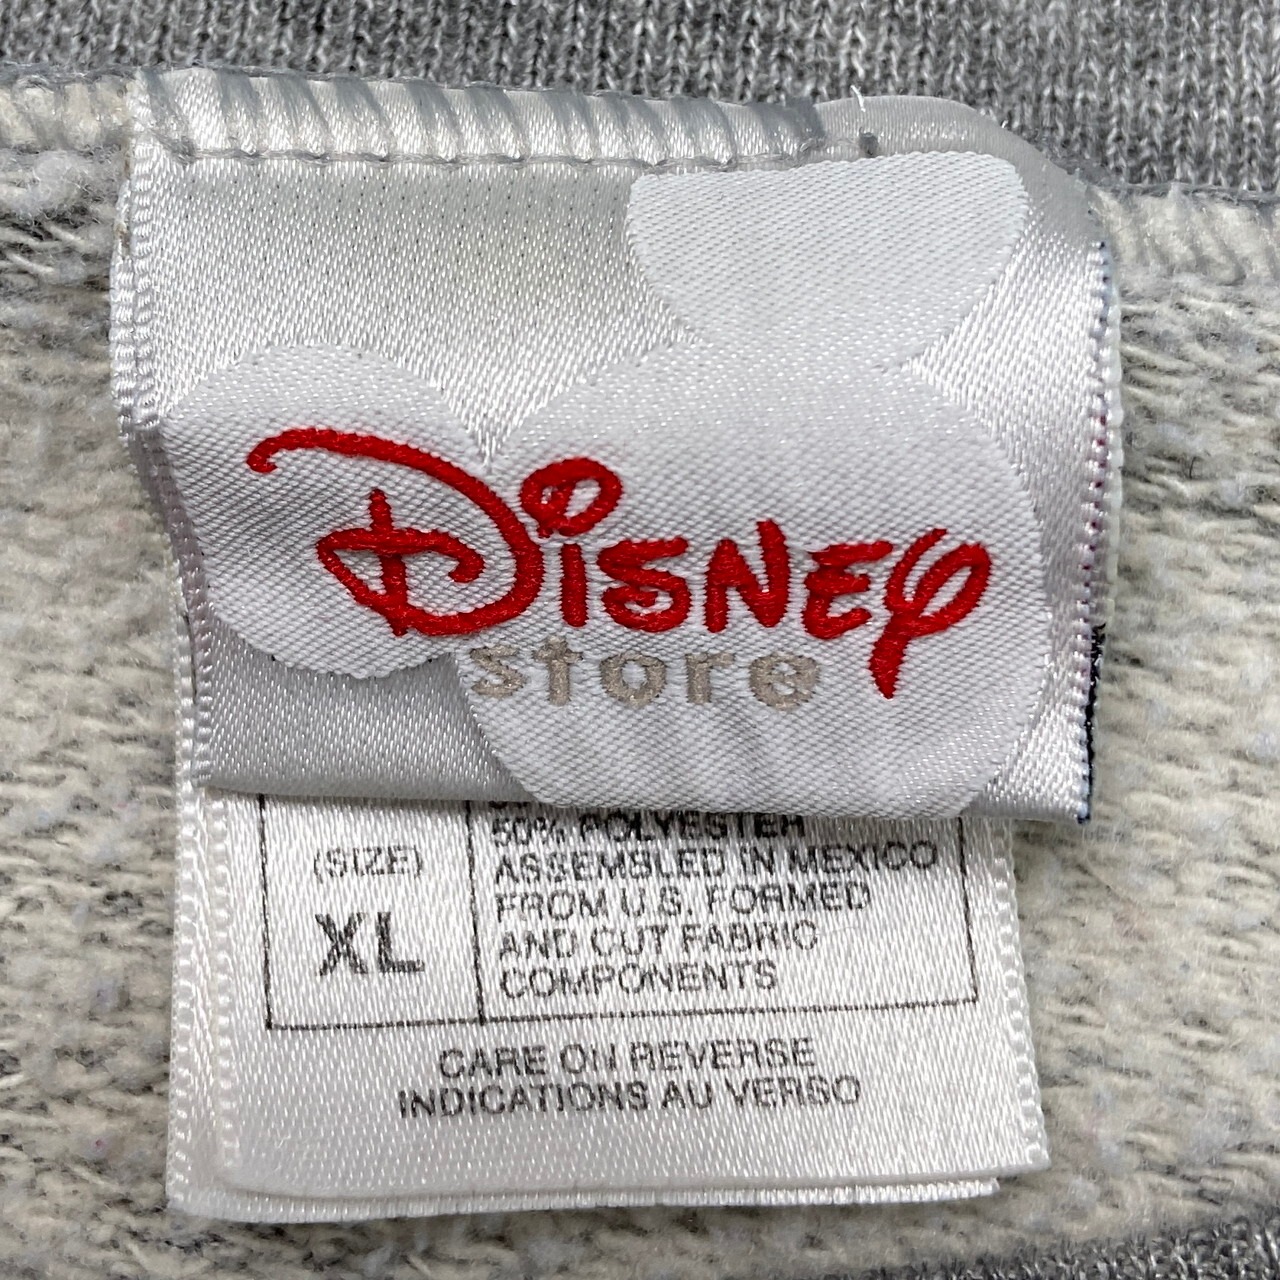 Disney
store
50% POLYESTER
(SIZE)
XL
ASSEMBLED IN MEXICO
FROM U.S. FORMED
AND CUT FABRIC
COMPONENTS
CARE ON REVERSE
INDICATIONS AU VERSO